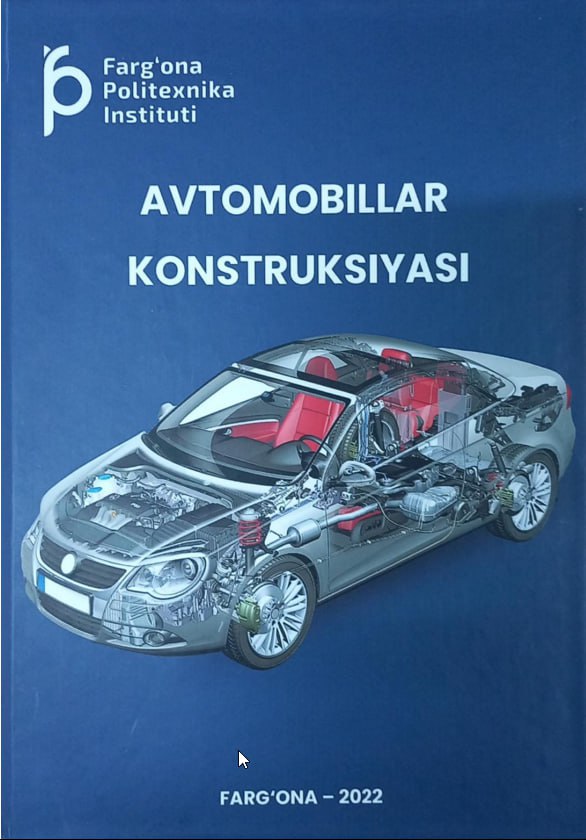 Farg‘ona
Politexnika
Instituti
AVTOMOBILLAR
KONSTRUKSIYASI
FARG‘ONA – 2022